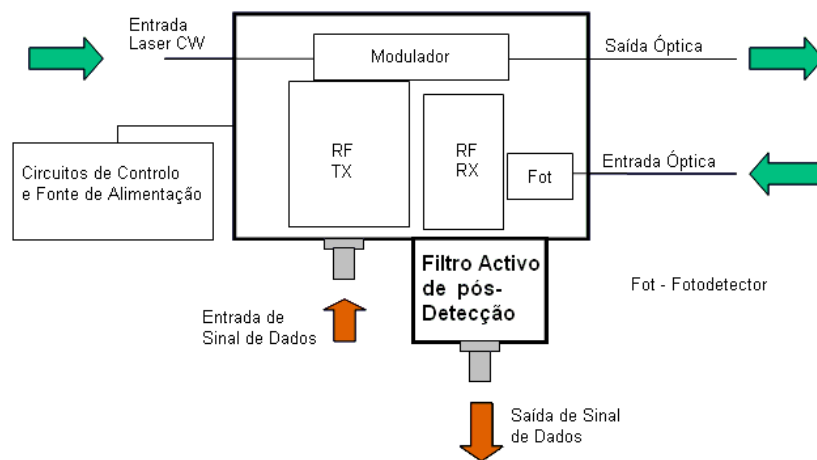 Entrada
Laser CW
Modulador
Saída Óptica
RF
TX
RF
RX
Fot
Entrada Óptica
Circuitos de Controlo
e Fonte de Alimentação
Filtro Activo
de pós-
Detecção
Fot - Fotodetector
Entrada de
Sinal de Dados
Saída de Sinal
de Dados